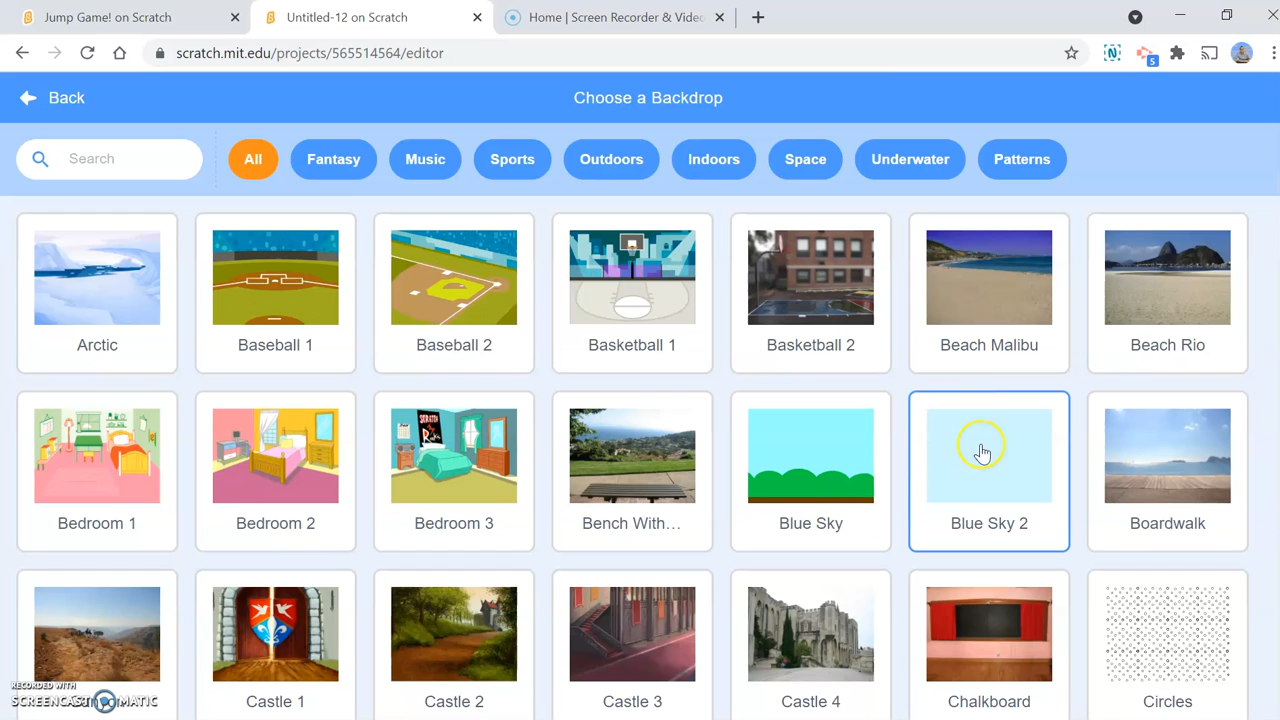 Jump Game! on Scratch
Untitled-12 on Scratch
Home | Screen Recorder & Video
scratch.mit.edu/projects/565514564/editor
N
5
Back
Choose a Backdrop
Search
All
Fantasy
Music
Sports
Outdoors
Indoors
Space
Underwater
Patterns
Arctic
Baseball 1
Baseball 2
Basketball 1
Basketball 2
Beach Malibu
Beach Rio
Bedroom 1
Bedroom 2
Bedroom 3
Bench With...
Blue Sky
Blue Sky 2
Boardwalk
Castle 1
Castle 2
Castle 3
Castle 4
Chalkboard
Circles
RECORDED WITH
SCREENCAST-O-MATIC